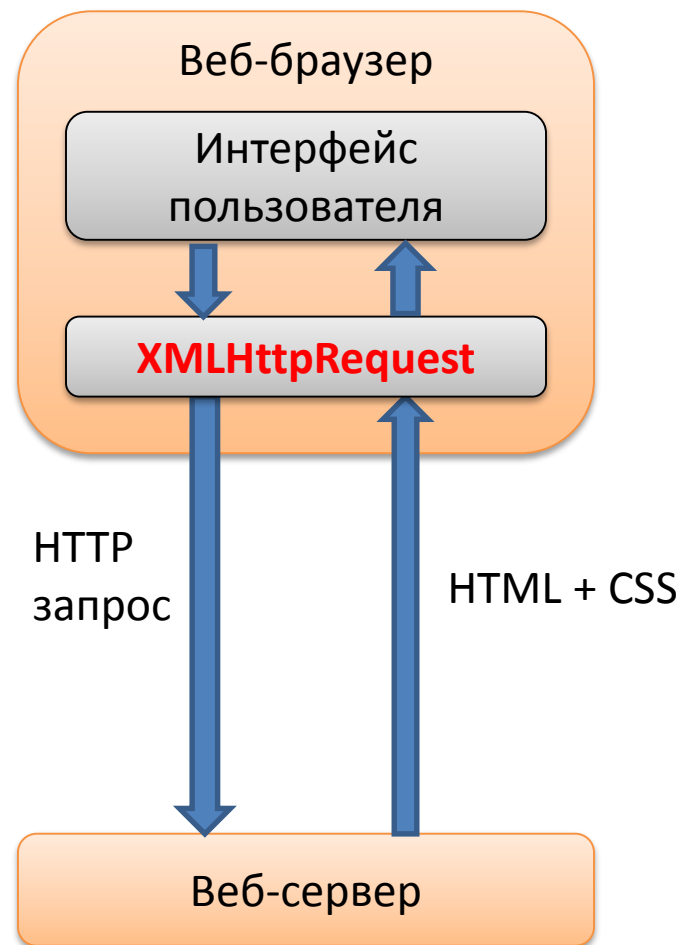 Веб-браузер
Интерфейс
пользователя
XMLHttpRequest
HTTP
запрос
HTML + CSS
Веб-сервер